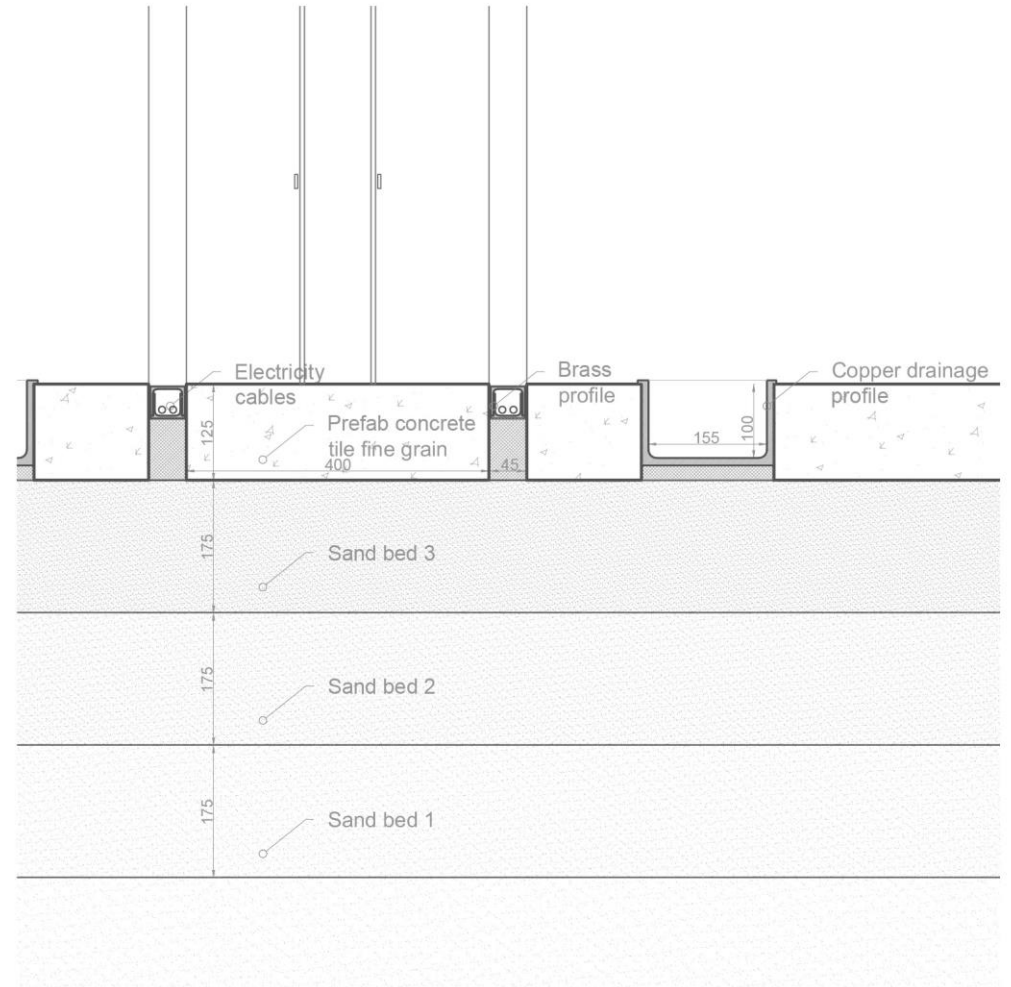 Electricity
cables
Brass
profile
Copper drainage
profile
Prefab concrete
tile fine grain
125
400
45
155
100
175
Sand bed 3
175
Sand bed 2
175
Sand bed 1